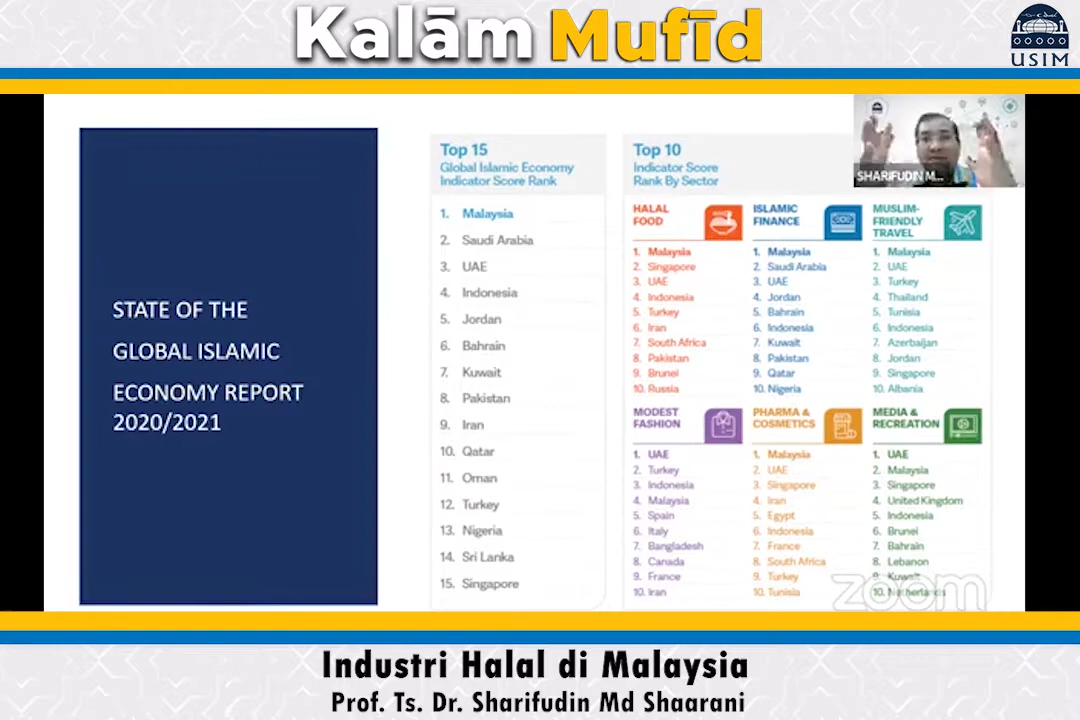 Kalām Mufīd
USIM
STATE OF THE
GLOBAL ISLAMIC
ECONOMY REPORT
2020/2021
Top 15
Global Islamic Economy
Indicator Score Rank
1. Malaysia
2. Saudi Arabia
3. UAE
4. Indonesia
5. Jordan
6. Bahrain
7. Kuwait
8. Pakistan
9. Iran
10. Qatar
11. Oman
12. Turkey
13. Nigeria
14. Sri Lanka
15. Singapore
Top 10
Indicator Score
Rank By Sector
SHARIFUDIN M...
HALAL
FOOD
1. Malaysia
2. Singapore
3. UAE
4. Indonesia
5. Turkey
6. Iran
7. South Africa
8. Pakistan
9. Brunei
10. Russia
ISLAMIC
FINANCE
1. Malaysia
2. Saudi Arabia
3. UAE
4. Jordan
5. Bahrain
6. Indonesia
7. Kuwait
8. Pakistan
9. Qatar
10. Nigeria
MUSLIM-
FRIENDLY
TRAVEL
1. Malaysia
2. UAE
3. Turkey
4. Thailand
5. Tunisia
6. Indonesia
7. Azerbaijan
8. Jordan
9. Singapore
10. Albania
MODEST
FASHION
1. UAE
2. Turkey
3. Indonesia
4. Malaysia
5. Spain
6. Italy
7. Bangladesh
8. Canada
9. France
10. Iran
PHARMA &
COSMETICS
1. Malaysia
2. UAE
3. Singapore
4. Iran
5. Egypt
6. Indonesia
7. France
8. South Africa
9. Turkey
10. Tunisia
MEDIA &
RECREATION
1. UAE
2. Malaysia
3. Singapore
4. United Kingdom
5. Indonesia
6. Brunei
7. Bahrain
8. Lebanon
9. Kuwait
10. Netherlands
zoom
Industri Halal di Malaysia
Prof. Ts. Dr. Sharifudin Md Shaarani